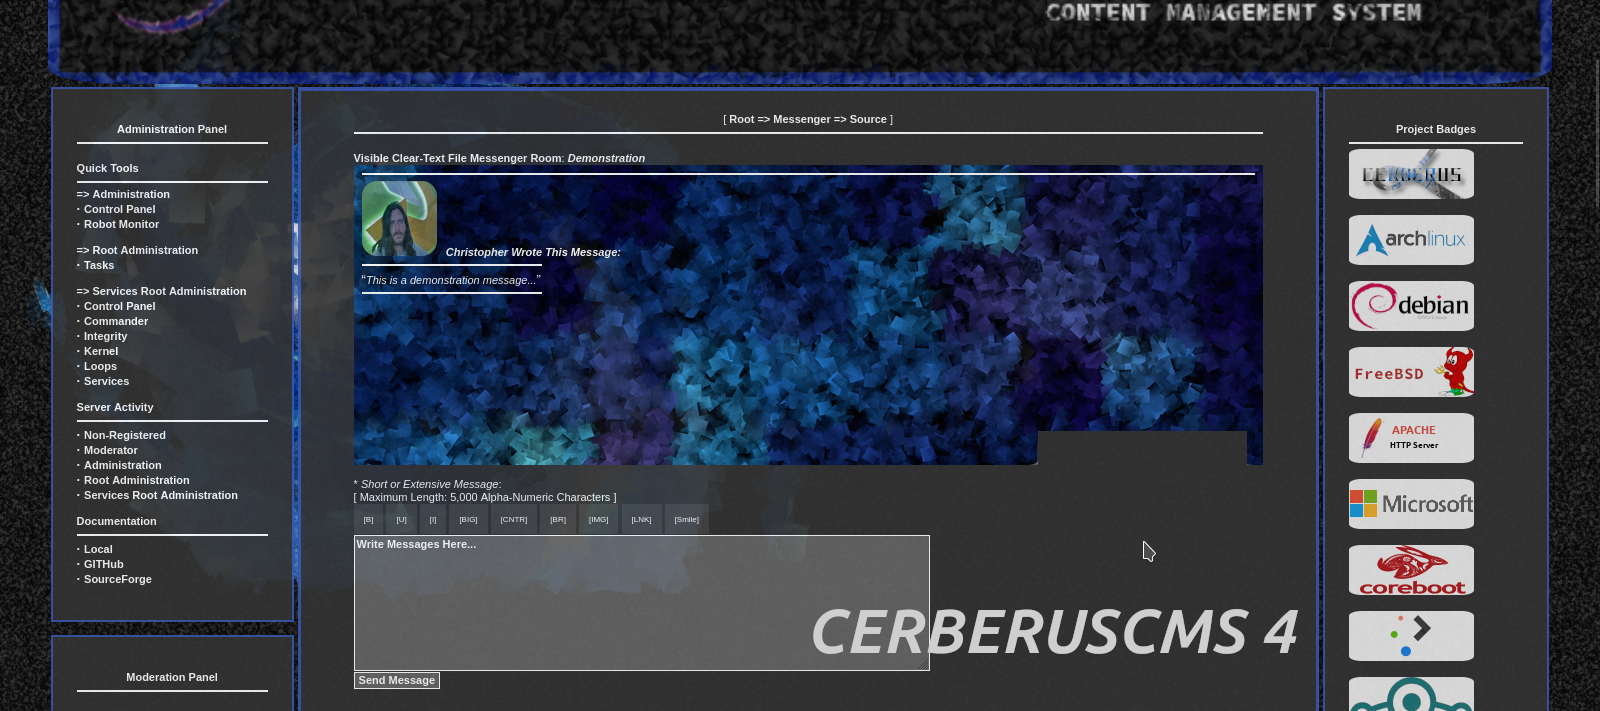 CONTENT MANAGEMENT SYSTEM
Administration Panel
Quick Tools
=> Administration
· Control Panel
· Robot Monitor
=> Root Administration
· Tasks
=> Services Root Administration
· Control Panel
· Commander
· Integrity
· Kernel
· Loops
· Services
Server Activity
· Non-Registered
· Moderator
· Administration
· Root Administration
· Services Root Administration
Documentation
· Local
· GITHub
· SourceForge
Moderation Panel
[ Root => Messenger => Source ]
Visible Clear-Text File Messenger Room: Demonstration
Christopher Wrote This Message:
“This is a demonstration message...”
* Short or Extensive Message:
[ Maximum Length: 5,000 Alpha-Numeric Characters ]
[B] [U] [I] [BIG] [CNTR] [BR] [IMG] [LNK] [Smile]
Write Messages Here...
CERBERUSCMS 4
Send Message
Project Badges
CERBERUS
archlinux
debian
FreeBSD
APACHE
HTTP Server
Microsoft
coreboot